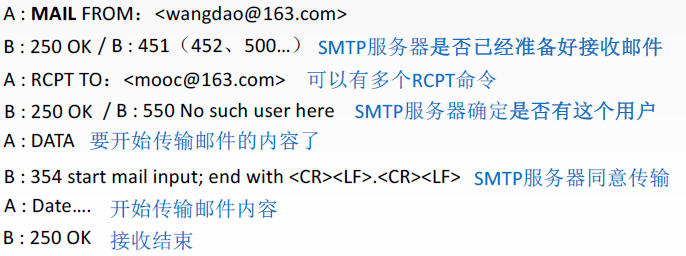 A : MAIL FROM：<wangdao@163.com>
B : 250 OK / B : 451（452、500...） SMTP服务器是否已经准备好接收邮件
A : RCPT TO：<mooc@163.com> 可以有多个RCPT命令
B : 250 OK / B : 550 No such user here SMTP服务器确定是否有这个用户
A : DATA 要开始传输邮件的内容了
B : 354 start mail input; end with <CR><LF>.<CR><LF> SMTP服务器同意传输
A : Date.... 开始传输邮件内容
B : 250 OK 接收结束